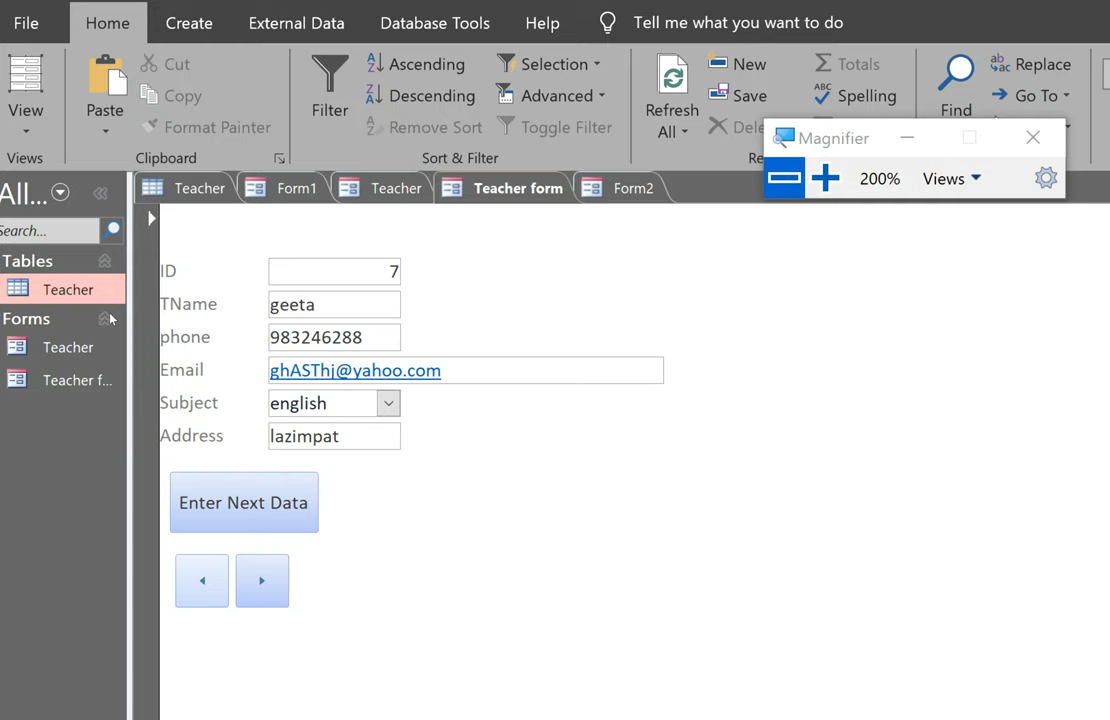 File Home Create External Data Database Tools Help Tell me what you want to do
View
Views
Paste
Cut
Copy
Format Painter
Clipboard
Filter
Ascending
Descending
Remove Sort
Selection
Advanced
Toggle Filter
Sort & Filter
Refresh
All
New
Save
Totals
Spelling
Find
Replace
Go To
Magnifier
200% Views
All...
Search...
Tables
Teacher
Forms
Teacher
Teacher f...
Teacher Form1 Teacher Teacher form Form2
ID 7
TName geeta
phone 983246288
Email ghASThj@yahoo.com
Subject english
Address lazimpat
Enter Next Data